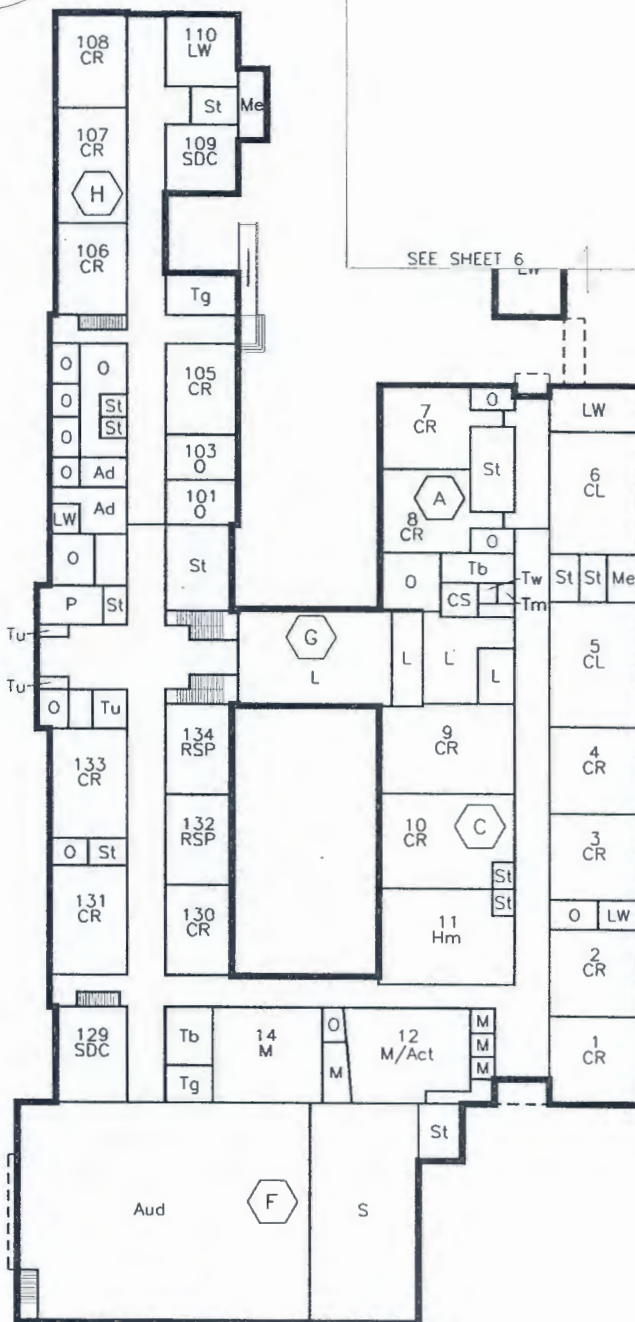 108
CR
110
LW
St
Me
107
CR
109
SDC
H
106
CR
SEE SHEET 6
LW
Tg
O
O
105
CR
7
CR
O
LW
O
St
St
O
103
O
St
6
CL
O
Ad
A
8
CR
LW
Ad
101
O
O
O
St
O
Tb
Tw
St
St
Me
P
St
CS
Tm
Tu
G
L
L
L
L
5
CL
Tu
O
Tu
134
RSP
9
CR
4
CR
133
CR
132
RSP
10
CR
C
3
CR
O
St
St
131
CR
130
CR
St
11
Hm
O
LW
2
CR
129
SDC
Tb
14
M
O
12
M/Act
M
M
M
1
CR
Tg
M
St
Aud
F
S